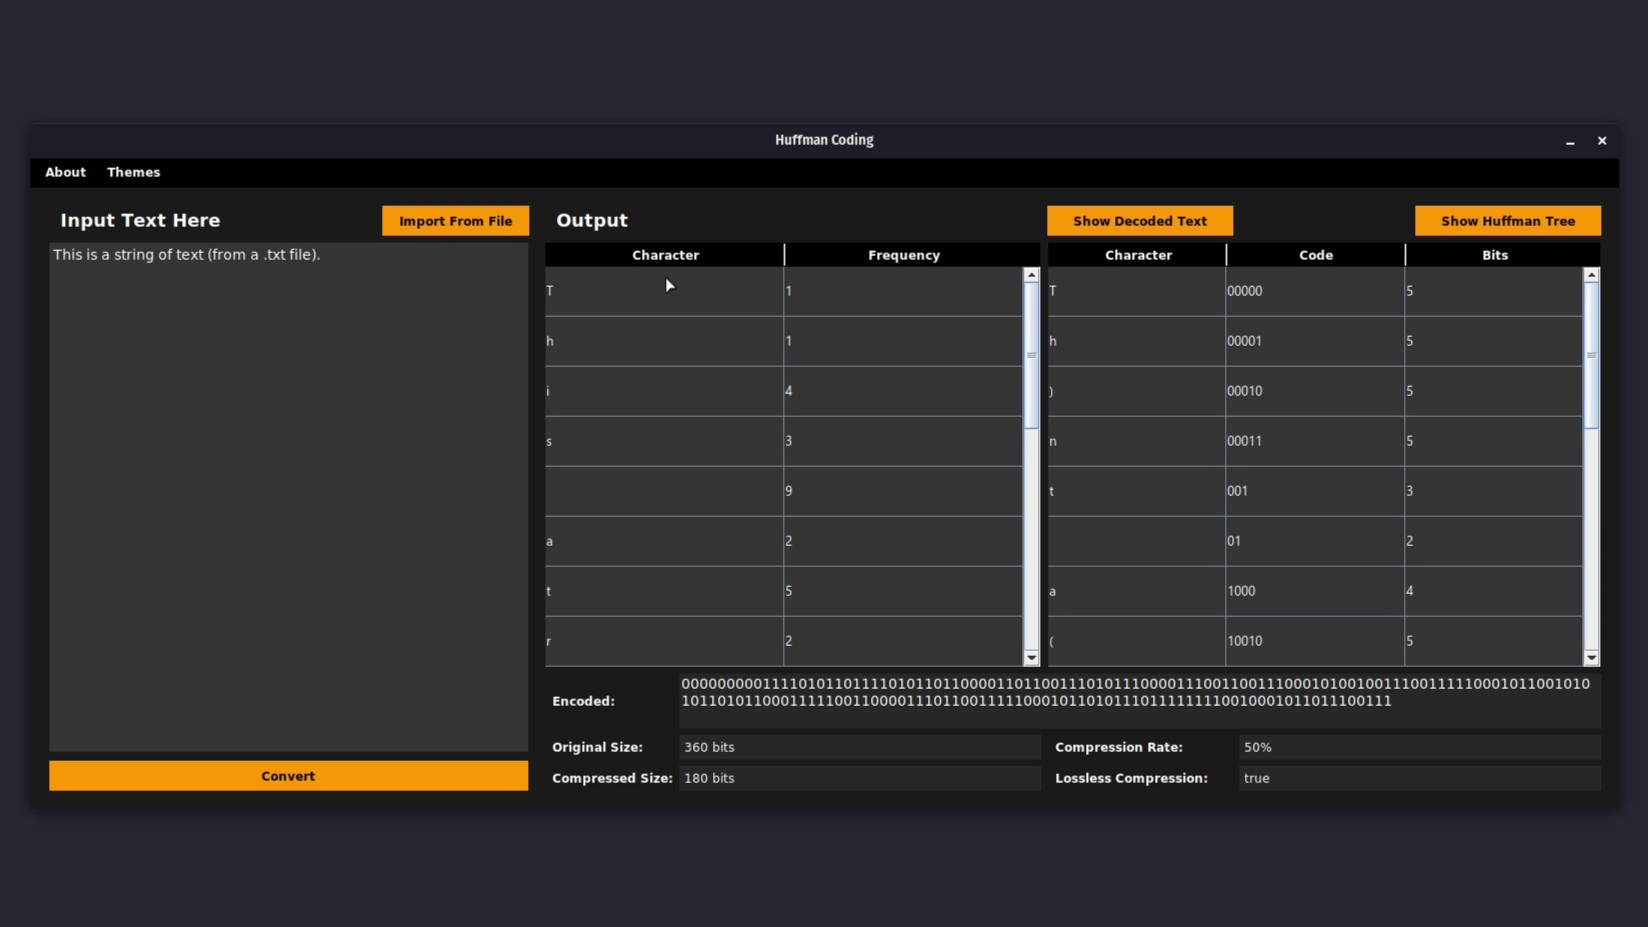 Huffman Coding
About Themes
Input Text Here
Import From File
This is a string of text (from a .txt file).
Convert
Output
Show Decoded Text
Show Huffman Tree
Character Frequency
T 1
h 1
i 4
s 3
9
a 2
t 5
r 2
Character Code Bits
T 00000 5
h 00001 5
) 00010 5
n 00011 5
t 001 3
01 2
a 1000 4
( 10010 5
Encoded:
000000000011110101101111010110110000110110011101011100001110011001110001010010011100111110001011001010
10110101100011111001100001110110011111000101101011101111111100100010110111001​11
Original Size: 360 bits
Compression Rate: 50%
Compressed Size: 180 bits
Lossless Compression: true